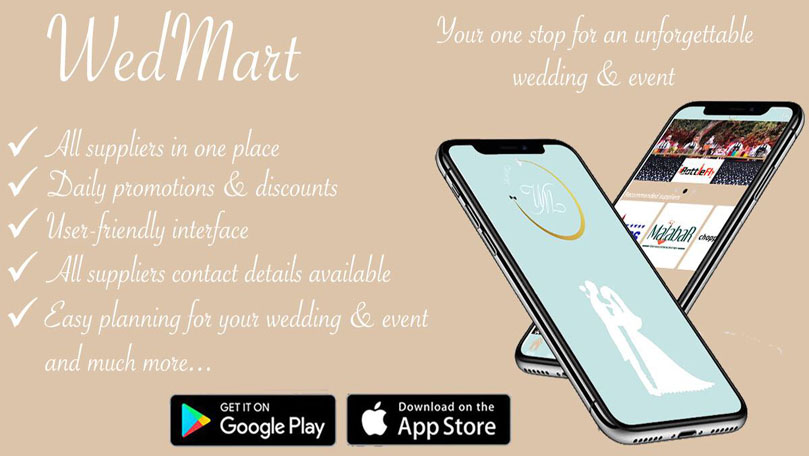 WedMart
Your one stop for an unforgettable
wedding & event
All suppliers in one place
Daily promotions & discounts
User-friendly interface
All suppliers contact details available
Easy planning for your wedding & event
and much more...
BottleFly
MalabaR
GET IT ON
Google Play
Download on the
App Store